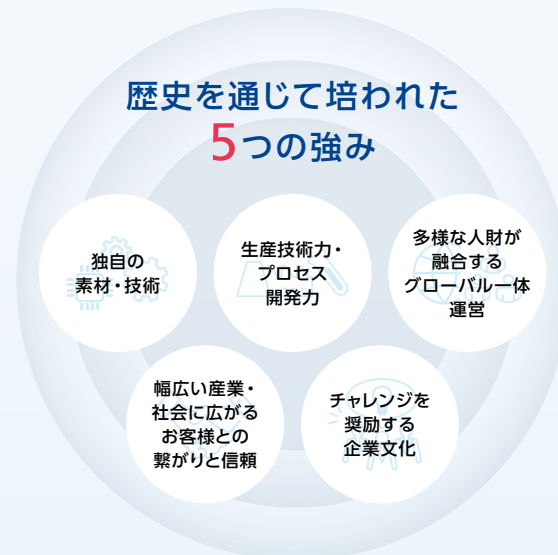 歴史を通じて培われた
5つの強み
独自の
素材・技術
生産技術力・
プロセス
開発力
多様な人財が
融合する
グローバル一体
運営
幅広い産業・
社会に広がる
お客様との
繋がりと信頼
チャレンジを
奨励する
企業文化